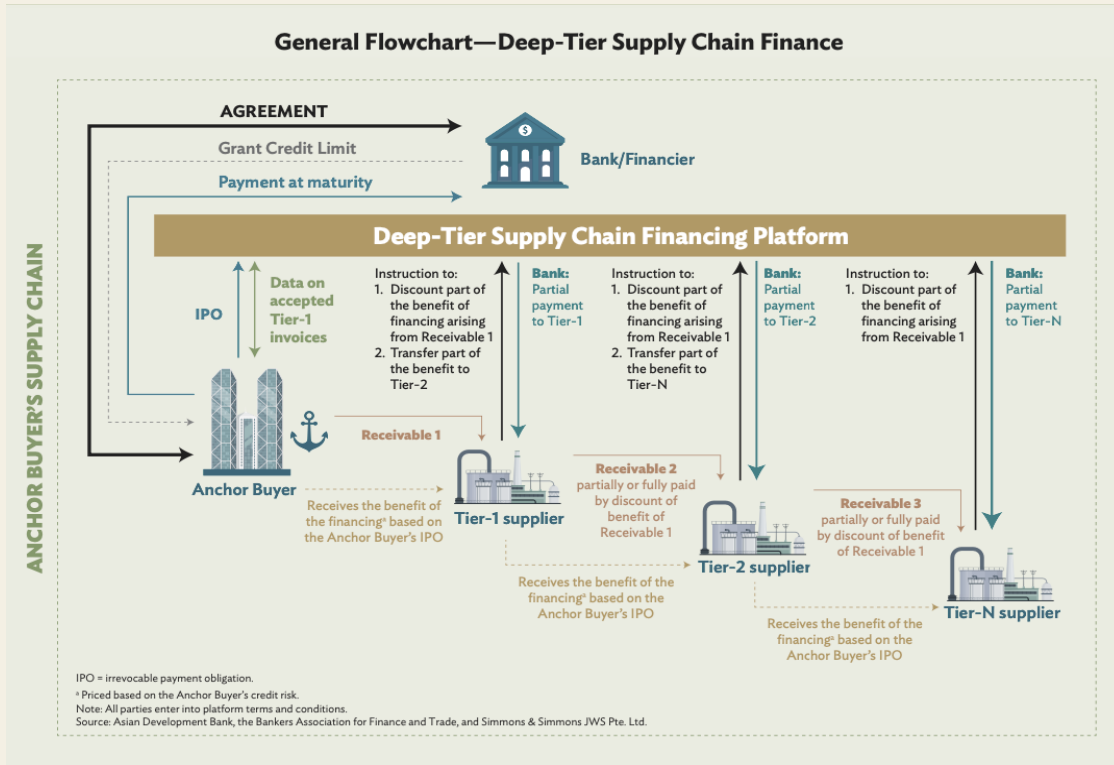 General Flowchart—Deep-Tier Supply Chain Finance
ANCHOR BUYER'S SUPPLY CHAIN
AGREEMENT
Grant Credit Limit
Payment at maturity
$
Bank/Financier
Deep-Tier Supply Chain Financing Platform
IPO
Data on
accepted
Tier-1
invoices
Instruction to:
1. Discount part of
the benefit of
financing arising
from Receivable 1
2. Transfer part of
the benefit to
Tier-2
Bank:
Partial
payment
to Tier-1
Instruction to:
1. Discount part of
the benefit of
financing arising
from Receivable 1
2. Transfer part of
the benefit to
Tier-N
Bank:
Partial
payment
to Tier-2
Instruction to:
1. Discount part of
the benefit of
financing arising
from Receivable 1
Bank:
Partial
payment
to Tier-N
Anchor Buyer
Receivable 1
Receives the benefit of
the financingᵃ based on
the Anchor Buyer's IPO
Tier-1 supplier
Receivable 2
partially or fully paid
by discount of
benefit of
Receivable 1
Receives the benefit of the
financingᵃ based on the
Anchor Buyer's IPO
Tier-2 supplier
Receivable 3
partially or fully paid
by discount of benefit
of Receivable 1
Receives the benefit of the
financingᵃ based on the
Anchor Buyer's IPO
Tier-N supplier
IPO = irrevocable payment obligation.
ᵃ Priced based on the Anchor Buyer's credit risk.
Note: All parties enter into platform terms and conditions.
Source: Asian Development Bank, the Bankers Association for Finance and Trade, and Simmons & Simmons JWS Pte. Ltd.